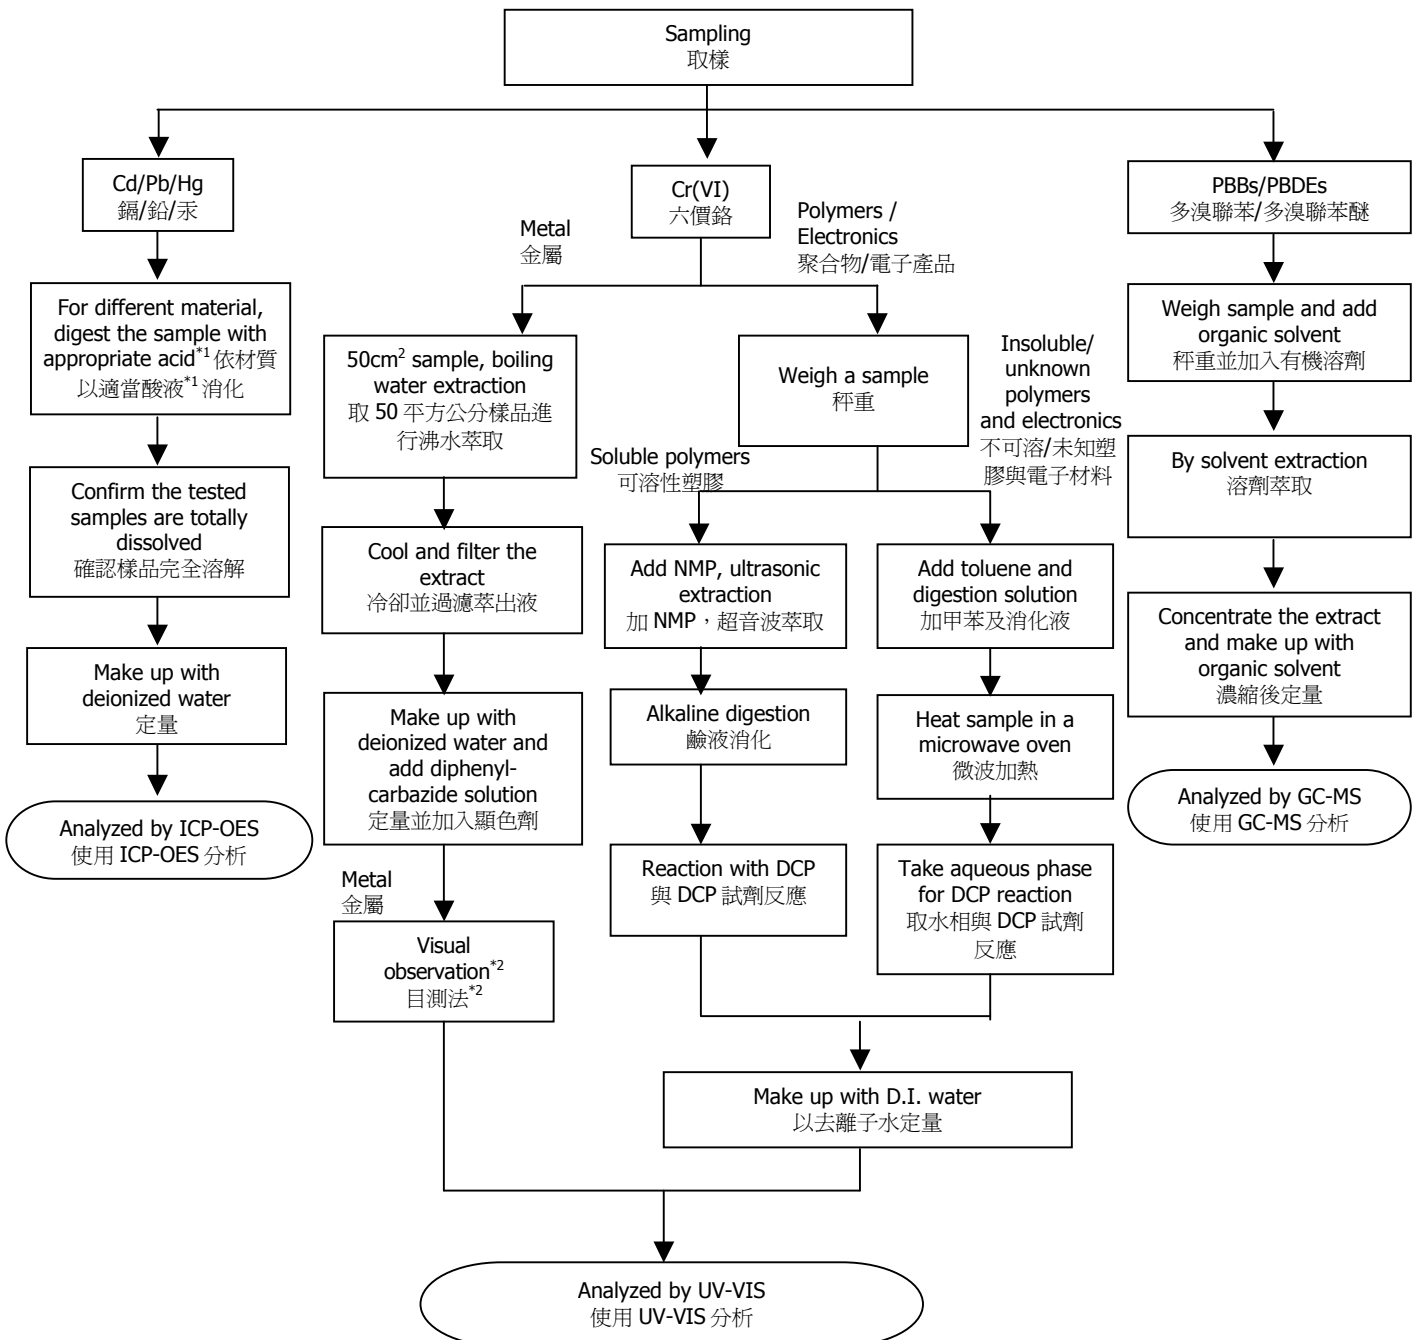 Sampling
取樣
Cd/Pb/Hg
鎘/鉛/汞
For different material,
digest the sample with
appropriate acid*1 依材質
以適當酸液*1 消化
Confirm the tested
samples are totally
dissolved
確認樣品完全溶解
Make up with
deionized water
定量
Analyzed by ICP-OES
使用 ICP-OES 分析
Cr(VI)
六價鉻
Metal
金屬
Polymers /
Electronics
聚合物/電子產品
50cm2 sample, boiling
water extraction
取 50 平方公分樣品進
行沸水萃取
Cool and filter the
extract
冷卻並過濾萃出液
Make up with
deionized water and
add diphenyl-
carbazide solution
定量並加入顯色劑
Metal
金屬
Visual
observation*2
目測法*2
Weigh a sample
秤重
Soluble polymers
可溶性塑膠
Insoluble/
unknown
polymers
and electronics
不可溶/未知塑
膠與電子材料
Add NMP, ultrasonic
extraction
加 NMP，超音波萃取
Alkaline digestion
鹼液消化
Reaction with DCP
與 DCP 試劑反應
Add toluene and
digestion solution
加甲苯及消化液
Heat sample in a
microwave oven
微波加熱
Take aqueous phase
for DCP reaction
取水相與 DCP 試劑
反應
Make up with D.I. water
以去離子水定量
Analyzed by UV-VIS
使用 UV-VIS 分析
PBBs/PBDEs
多溴聯苯/多溴聯苯醚
Weigh sample and add
organic solvent
秤重並加入有機溶劑
By solvent extraction
溶劑萃取
Concentrate the extract
and make up with
organic solvent
濃縮後定量
Analyzed by GC-MS
使用 GC-MS 分析